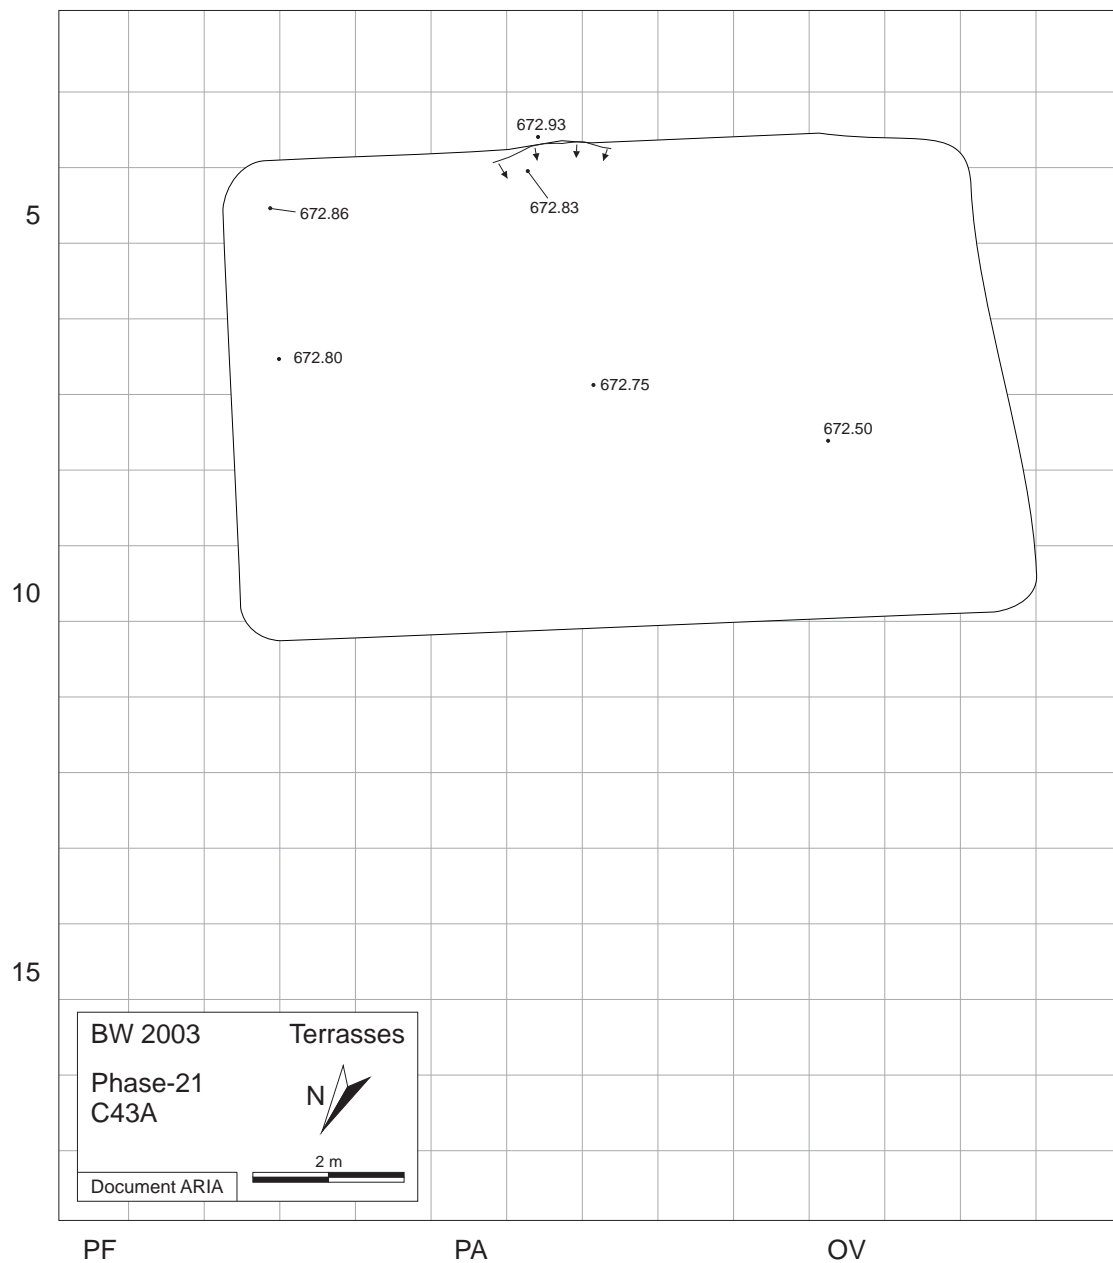 672.93
672.83
5
672.86
672.80
672.75
672.50
10
15
BW 2003 Terrasses
Phase-21
C43A
N
2 m
Document ARIA
PF PA OV